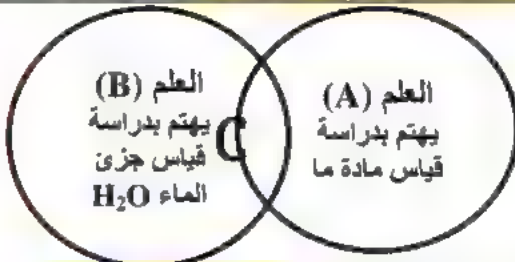 العلم (A)
يهتم بدراسة
قياس مادة ما
C
العلم (B)
يهتم بدراسة
قياس جزئ
الماء H₂O